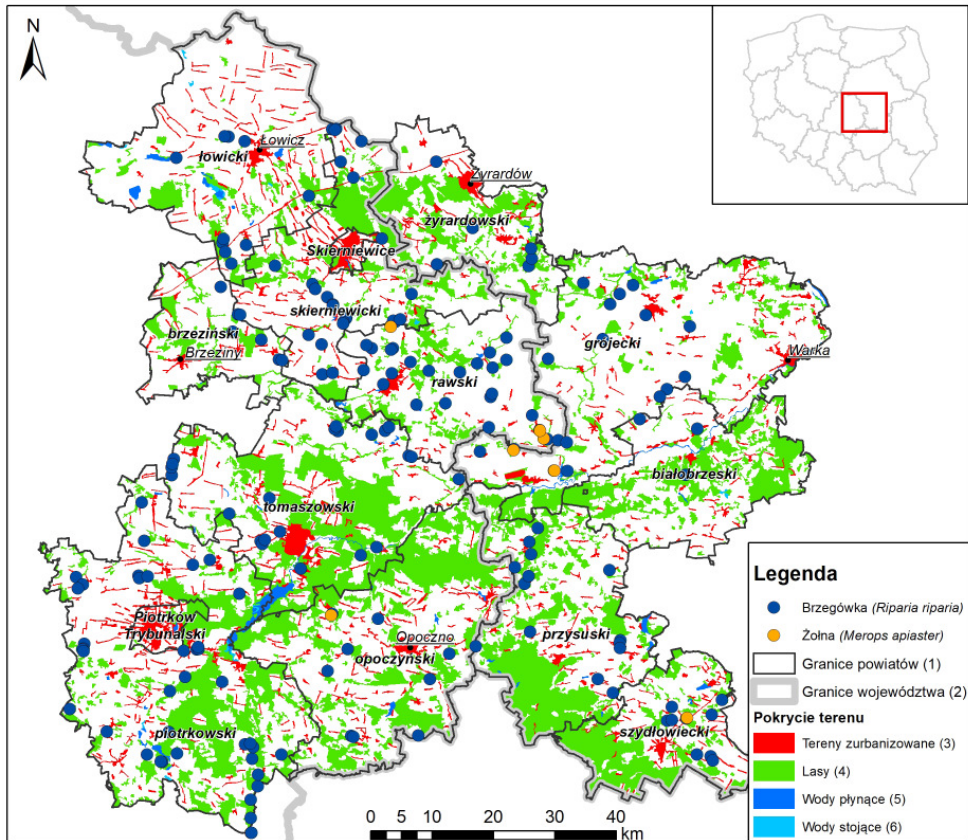 N
Łowicz
łowicki
Żyrardów
żyrardowski
Skierniewice
skierniewicki
brzeziński
Brzeziny
rawski
grójecki
Warka
białobrzeski
tomaszowski
Piotrków
Trybunalski
Opoczno
opoczyński
przysuski
piotrkowski
szydłowiecki
Legenda
Brzegówka (Riparia riparia)
Żołna (Merops apiaster)
Granice powiatów (1)
Granice województwa (2)
Pokrycie terenu
Tereny zurbanizowane (3)
Lasy (4)
Wody płynące (5)
Wody stojące (6)
0 5 10 20 30 40
km